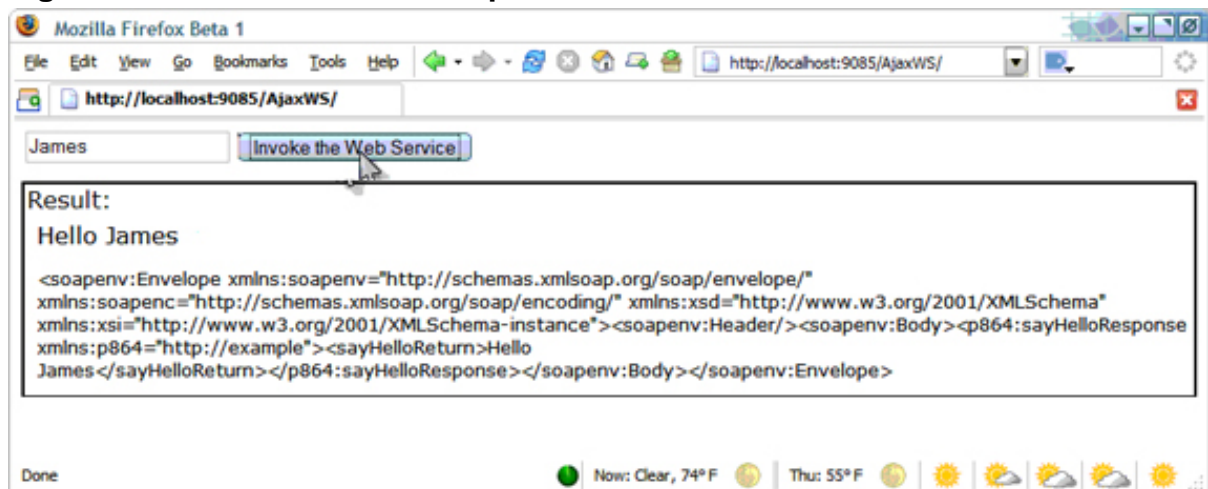 Mozilla Firefox Beta 1
File Edit View Go Bookmarks Tools Help http://localhost:9085/AjaxWS/
http://localhost:9085/AjaxWS/
James Invoke the Web Service
Result:
Hello James
<soapenv:Envelope xmlns:soapenv="http://schemas.xmlsoap.org/soap/envelope/"
xmlns:soapenc="http://schemas.xmlsoap.org/soap/encoding/" xmlns:xsd="http://www.w3.org/2001/XMLSchema"
xmlns:xsi="http://www.w3.org/2001/XMLSchema-instance"><soapenv:Header/><soapenv:Body><p864:sayHelloResponse
xmlns:p864="http://example"><sayHelloReturn>Hello
James</sayHelloReturn></p864:sayHelloResponse></soapenv:Body></soapenv:Envelope>
Done Now: Clear, 74° F Thu: 55° F